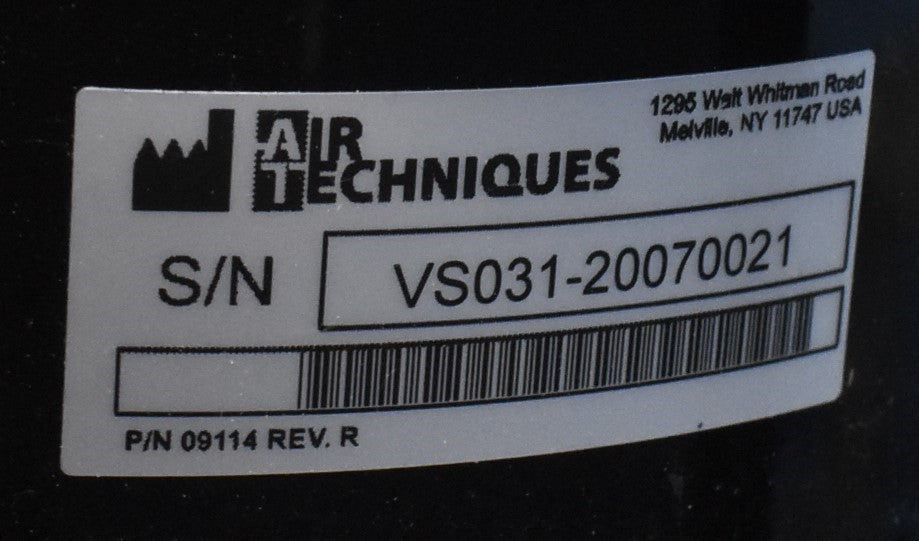 AIR
TECHNIQUES
1295 Walt Whitman Road
Melville, NY 11747 USA
S/N
VS031-20070021
P/N 09114 REV. R